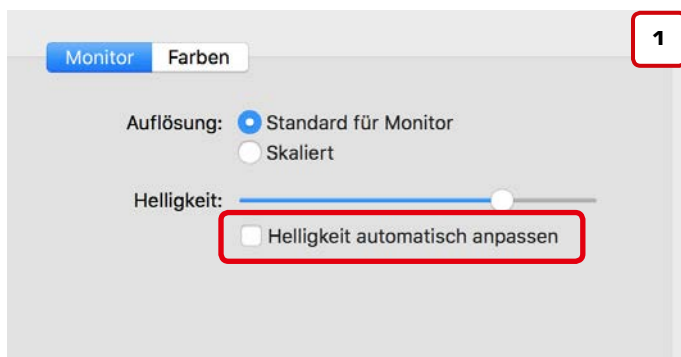 1
Monitor Farben
Auflösung: Standard für Monitor
Skaliert
Helligkeit:
Helligkeit automatisch anpassen